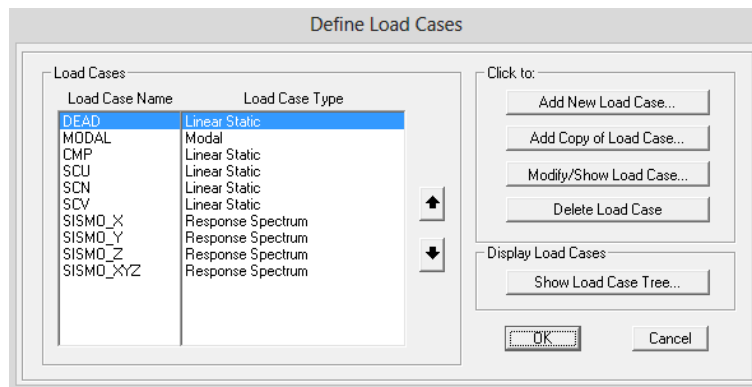 Define Load Cases
Load Cases
Load Case Name Load Case Type
DEAD Linear Static
MODAL Modal
CMP Linear Static
SCU Linear Static
SCN Linear Static
SCV Linear Static
SISMO_X Response Spectrum
SISMO_Y Response Spectrum
SISMO_Z Response Spectrum
SISMO_XYZ Response Spectrum
Click to:
Add New Load Case...
Add Copy of Load Case...
Modify/Show Load Case...
Delete Load Case
Display Load Cases
Show Load Case Tree...
OK Cancel